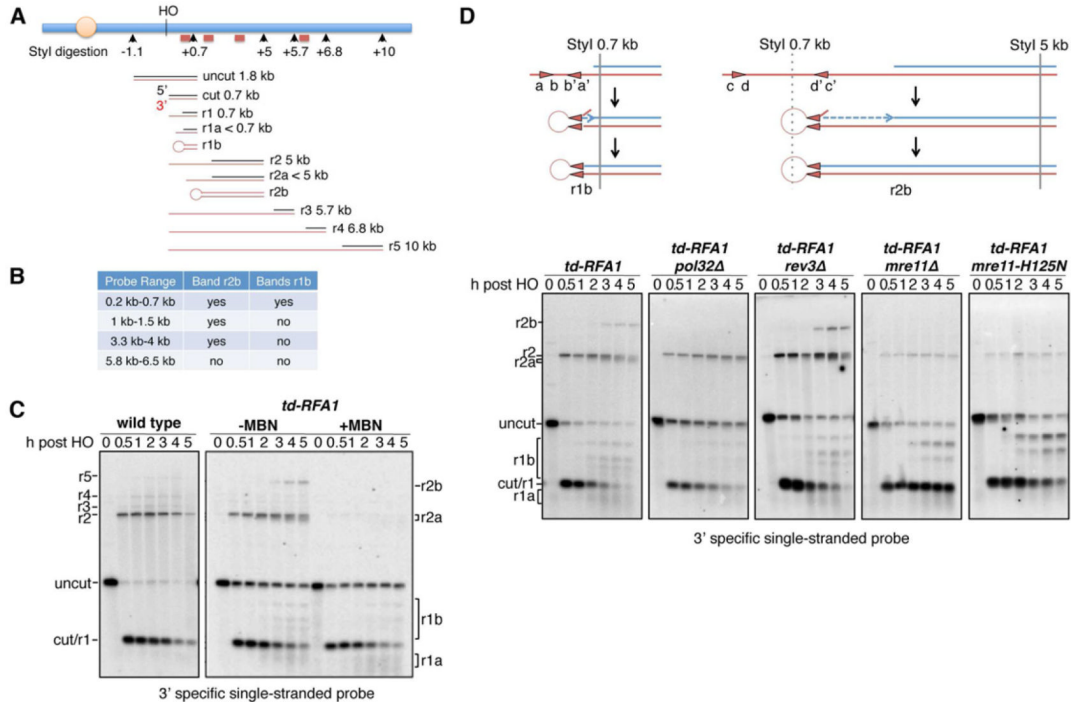 A
HO
StyI digestion
-1.1 +0.7 +5 +5.7 +6.8 +10
uncut 1.8 kb
5'
cut 0.7 kb
3'
r1 0.7 kb
r1a < 0.7 kb
r1b
r2 5 kb
r2a < 5 kb
r2b
r3 5.7 kb
r4 6.8 kb
r5 10 kb
B
Probe Range Band r2b Bands r1b
0.2 kb-0.7 kb yes yes
1 kb-1.5 kb yes no
3.3 kb-4 kb yes no
5.8 kb-6.5 kb no no
C
td-RFA1
wild type -MBN +MBN
h post HO 0 0.5 1 2 3 4 5 0 0.5 1 2 3 4 5 0 0.5 1 2 3 4 5
r5
r4
r3
r2
uncut
cut/r1
r2b
r2a
r1b
r1a
3' specific single-stranded probe
D
StyI 0.7 kb StyI 0.7 kb StyI 5 kb
a b b' a' c d d' c'
r1b r2b
td-RFA1
td-RFA1 pol32Δ
td-RFA1 rev3Δ
td-RFA1 mre11Δ
td-RFA1 mre11-H125N
h post HO 0 0.5 1 2 3 4 5 0 0.5 1 2 3 4 5 0 0.5 1 2 3 4 5 0 0.5 1 2 3 4 5 0 0.5 1 2 3 4 5
r2b
r2
r2a
uncut
r1b
cut/r1
r1a
3' specific single-stranded probe